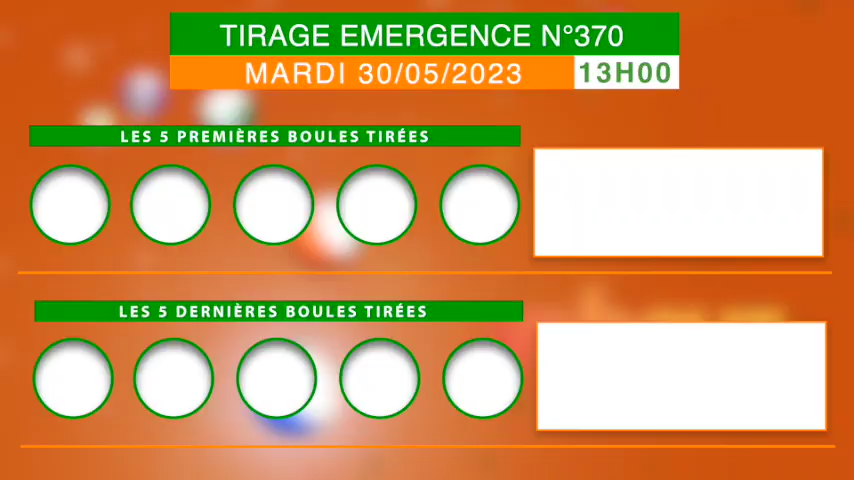 TIRAGE EMERGENCE N°370
MARDI 30/05/2023 13H00
LES 5 PREMIÈRES BOULES TIRÉES
LES 5 DERNIÈRES BOULES TIRÉES